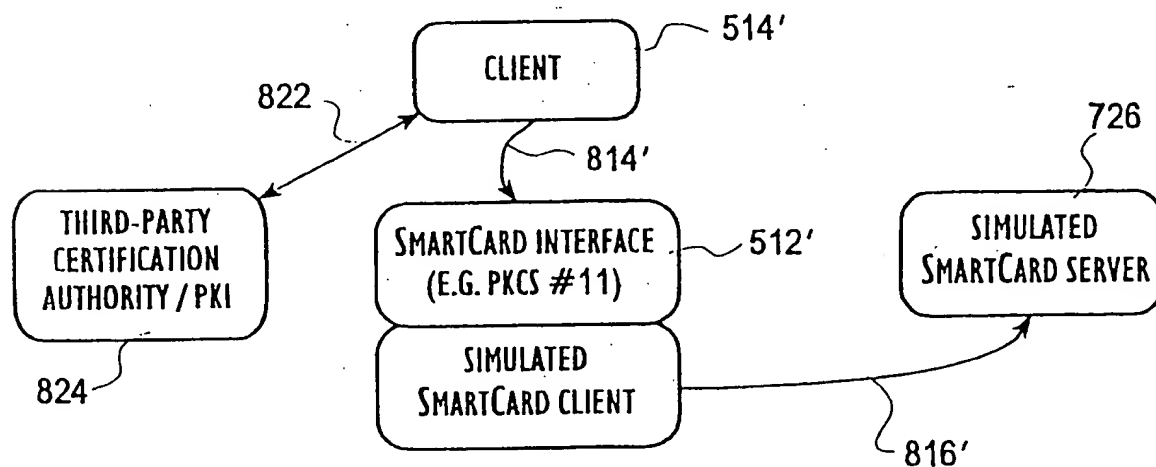 514′
CLIENT
822
814′
726
THIRD-PARTY
CERTIFICATION
AUTHORITY / PKI
SMARTCARD INTERFACE
(E.G. PKCS #11)
512′
SIMULATED
SMARTCARD SERVER
824
SIMULATED
SMARTCARD CLIENT
816′